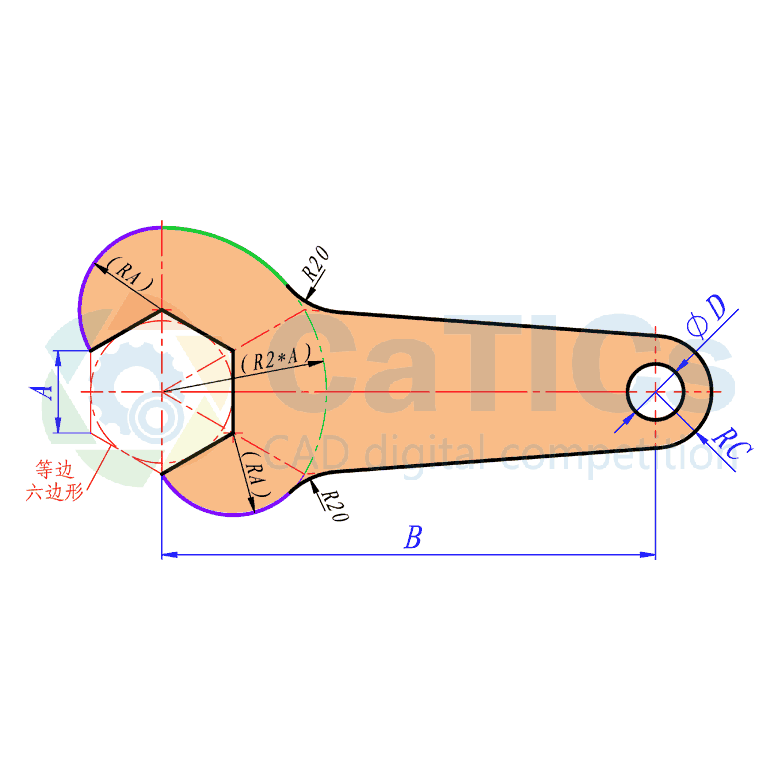 R20
(RA)
ΦD
(R2*A)
A
CaTICs
CAD digital competition
RC
等边
六边形
(RA)
R20
B